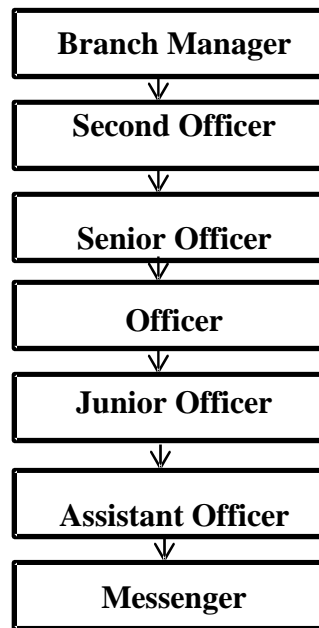 Branch Manager
Second Officer
Senior Officer
Officer
Junior Officer
Assistant Officer
Messenger